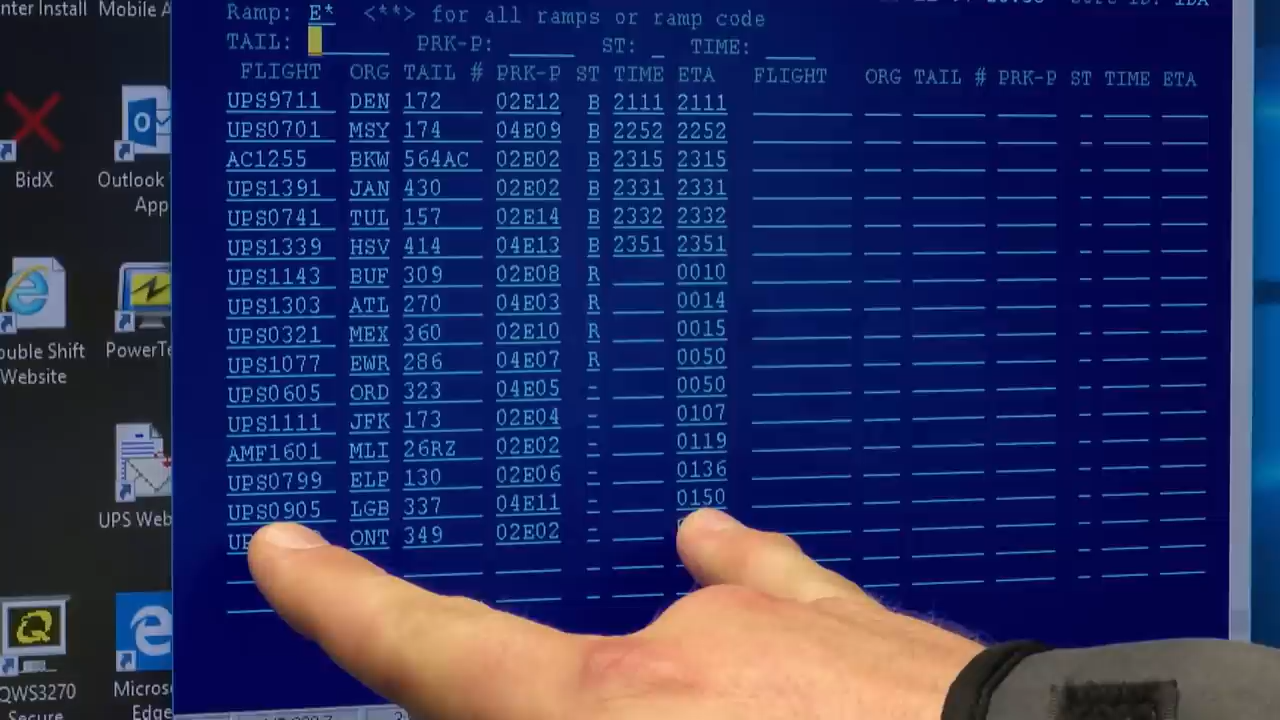 Mobile A
Install
BidX
Outlook
App
Website
Website
UPS
QWS3270
Secure
Edge
Ramp: E* <**> for all ramps or ramp code
TAIL: PRK-P: ST: _ TIME:
FLIGHT ORG TAIL # PRK-P ST TIME ETA FLIGHT ORG TAIL # PRK-P ST TIME ETA
UPS9711 DEN 172 02E12 B 2111 2111
UPS0701 MSY 174 04E09 B 2252 2252
AC1255 BKW 564AC 02E02 B 2315 2315
UPS1391 JAN 430 02E02 B 2331 2331
UPS0741 TUL 157 02E14 B 2332 2332
UPS1339 HSV 414 04E13 B 2351 2351
UPS1143 BUF 309 02E08 R 0010
UPS1303 ATL 270 04E03 R 0014
UPS0321 MEX 360 02E10 R 0015
UPS1077 EWR 286 04E07 R 0050
UPS0605 ORD 323 04E05 0050
UPS1111 JFK 173 02E04 0107
AMF1601 MLI 26RZ 02E02 0119
UPS0799 ELP 130 02E06 0136
UPS0905 LGB 337 04E11 0150
ONT 349 02E02